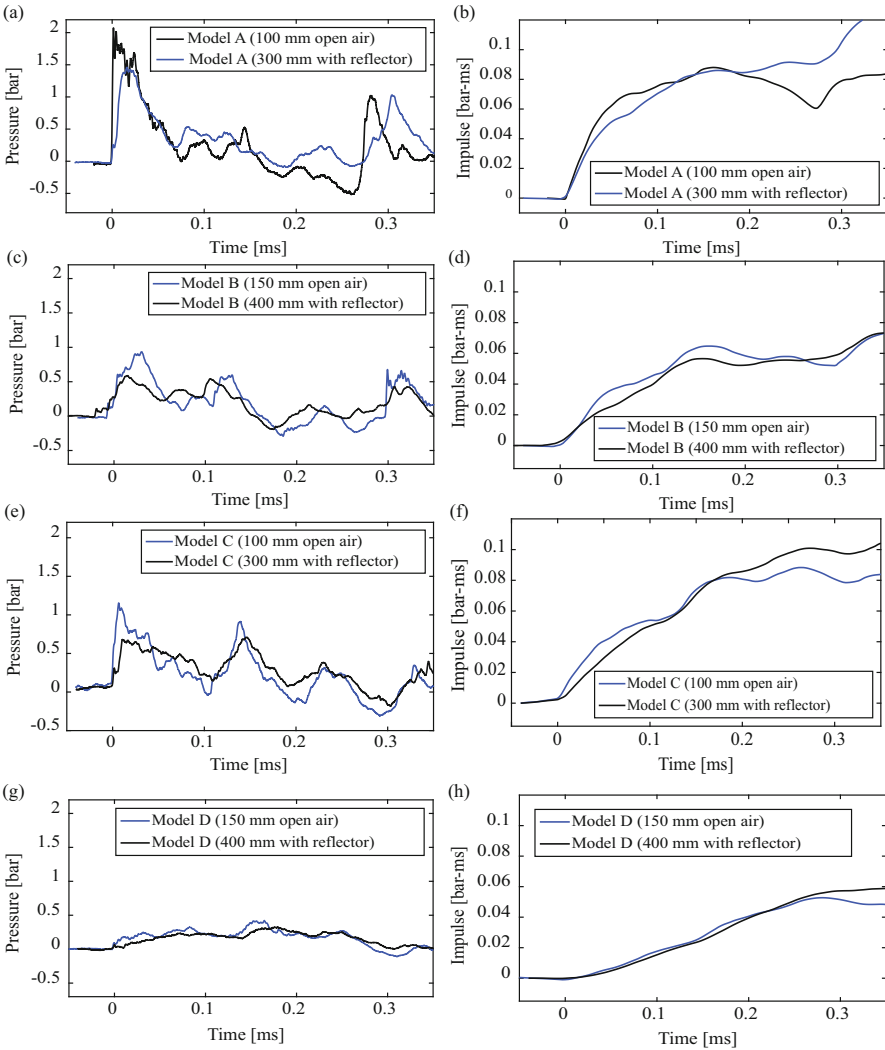 (a)
2
1.5
1
0.5
0
-0.5
Pressure [bar]
Model A (100 mm open air)
Model A (300 mm with reflector)
0 0.1 0.2 0.3
Time [ms]
(b)
0.1
0.08
0.06
0.04
0.02
0
Impulse [bar-ms]
Model A (100 mm open air)
Model A (300 mm with reflector)
0 0.1 0.2 0.3
Time [ms]
(c)
2
1.5
1
0.5
0
-0.5
Pressure [bar]
Model B (150 mm open air)
Model B (400 mm with reflector)
0 0.1 0.2 0.3
Time [ms]
(d)
0.1
0.08
0.06
0.04
0.02
0
Impulse [bar-ms]
Model B (150 mm open air)
Model B (400 mm with reflector)
0 0.1 0.2 0.3
Time [ms]
(e)
2
1.5
1
0.5
0
-0.5
Pressure [bar]
Model C (100 mm open air)
Model C (300 mm with reflector)
0 0.1 0.2 0.3
Time [ms]
(f)
0.1
0.08
0.06
0.04
0.02
0
Impulse [bar-ms]
Model C (100 mm open air)
Model C (300 mm with reflector)
0 0.1 0.2 0.3
Time [ms]
(g)
2
1.5
1
0.5
0
-0.5
Pressure [bar]
Model D (150 mm open air)
Model D (400 mm with reflector)
0 0.1 0.2 0.3
Time [ms]
(h)
0.1
0.08
0.06
0.04
0.02
0
Impulse [bar-ms]
Model D (150 mm open air)
Model D (400 mm with reflector)
0 0.1 0.2 0.3
Time [ms]